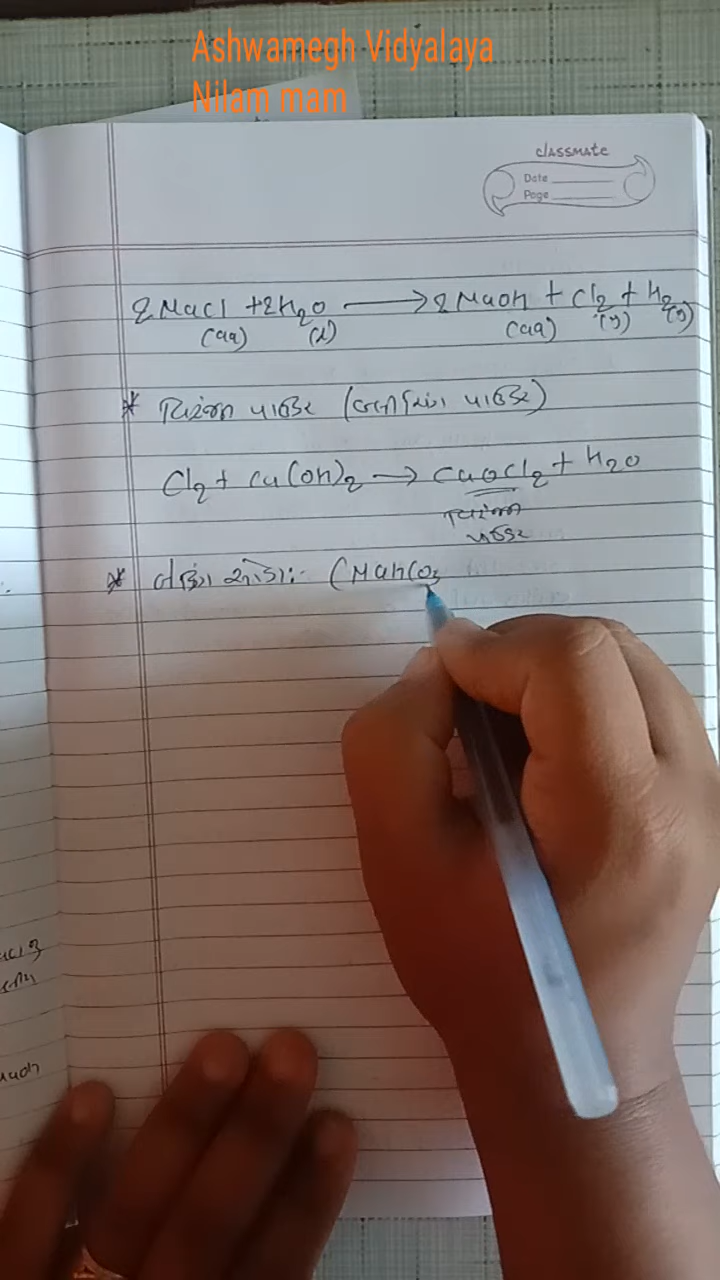 Ashwamegh Vidyalaya
Nilam mam
classmate
Date
Page
2NaCl + 2H₂O ⟶ 2NaOH + Cl₂ + H₂
(aq) (l) (aq) (g) (g)
* વિરંજન પાઉડર (બ્લીચિંગ પાઉડર)
Cl₂ + Ca(OH)₂ → CaOCl₂ + H₂O
વિરંજન
પાઉડર
* બેકિંગ સોડા:- (NaHCO₃
NaOH